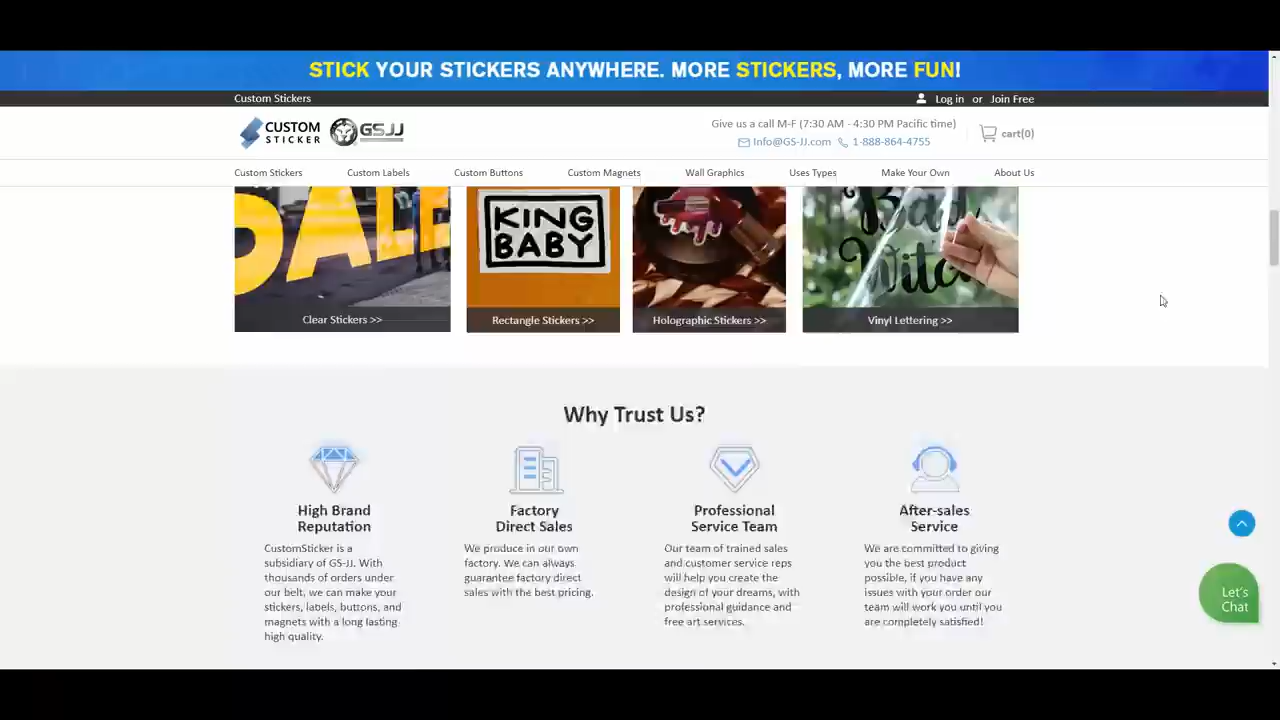 STICK YOUR STICKERS ANYWHERE. MORE STICKERS, MORE FUN!
Custom Stickers
Log in or Join Free
CUSTOM STICKER
GSJJ
Give us a call M-F (7:30 AM - 4:30 PM Pacific time)
Info@GS-JJ.com 1-888-864-4755
cart(0)
Custom Stickers Custom Labels Custom Buttons Custom Magnets Wall Graphics Uses Types Make Your Own About Us
SALE
KING
BABY
Bad
Witch
Clear Stickers >>
Rectangle Stickers >>
Holographic Stickers >>
Vinyl Lettering >>
Why Trust Us?
High Brand
Reputation
CustomSticker is a
subsidiary of GS-JJ. With
thousands of orders under
our belt, we can make your
stickers, labels, buttons, and
magnets with a long lasting
high quality.
Factory
Direct Sales
We produce in our own
factory. We can always
guarantee factory direct
sales with the best pricing.
Professional
Service Team
Our team of trained sales
and customer service reps
will help you create the
design of your dreams, with
professional guidance and
free art services.
After-sales
Service
We are committed to giving
you the best product
possible, if you have any
issues with your order our
team will work you until you
are completely satisfied!
Let's
Chat